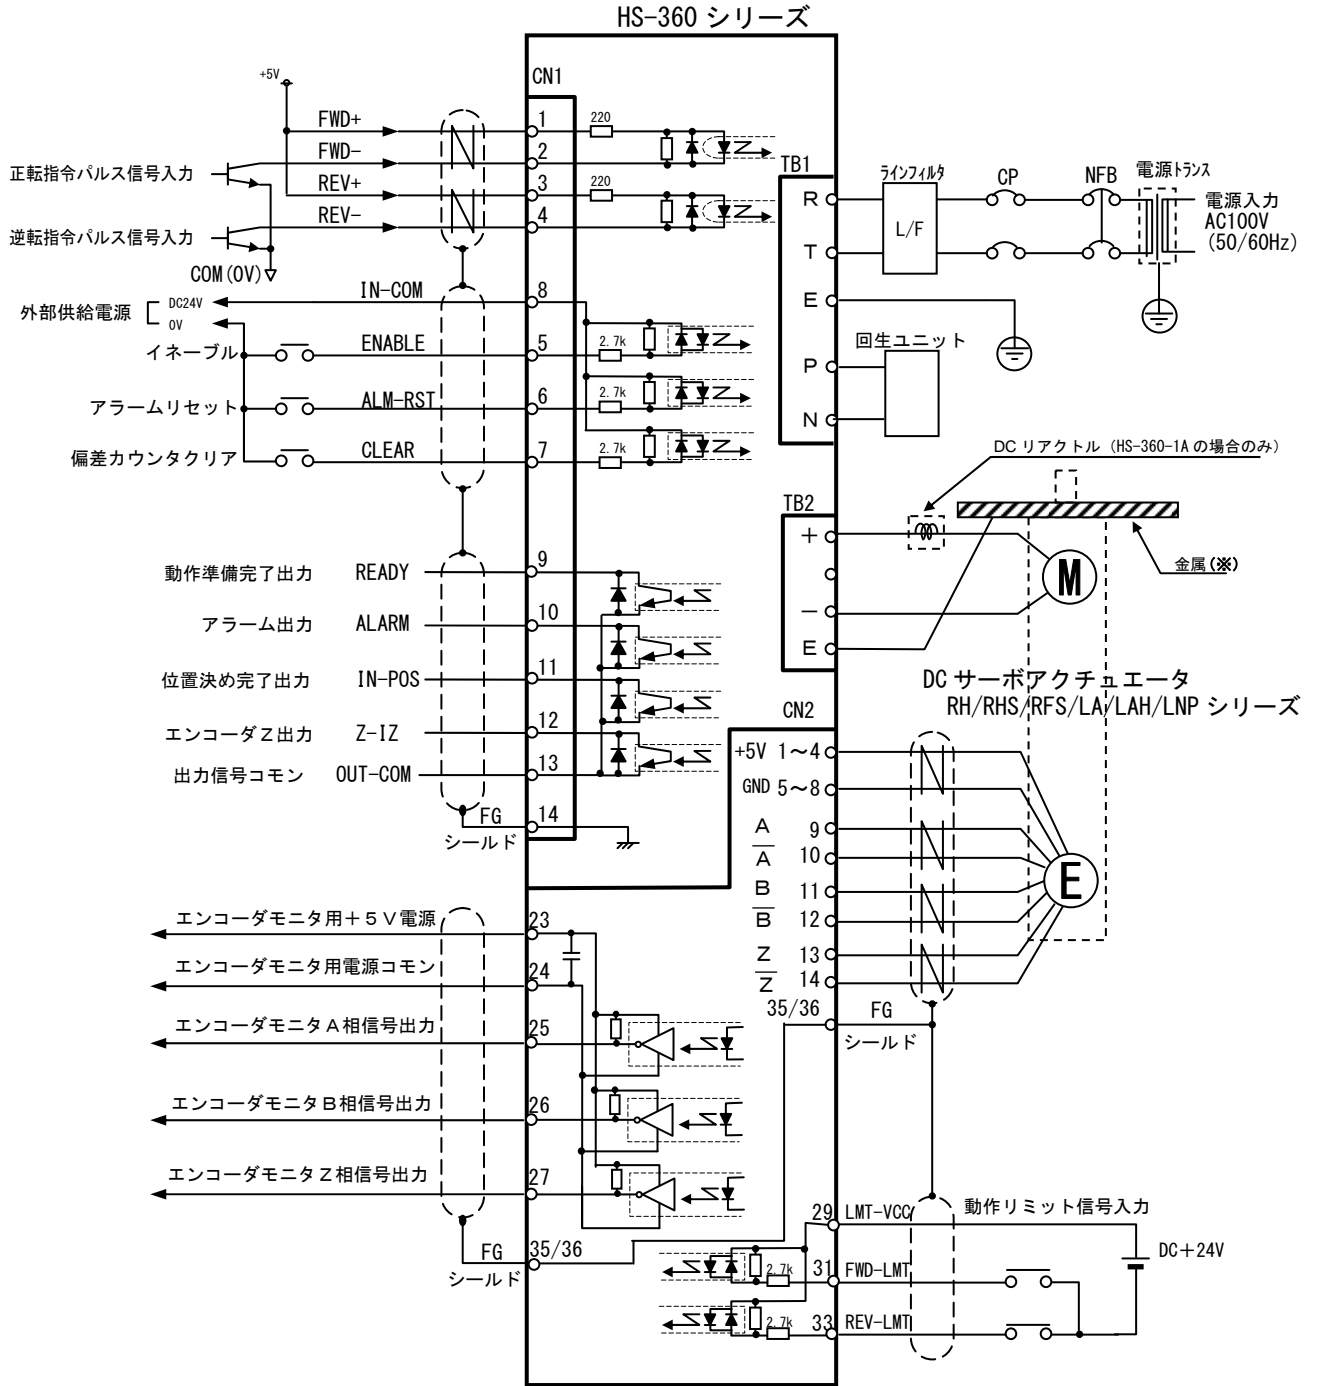 HS-360 シリーズ
CN1
+5V
FWD+
1
220
FWD-
2
正転指令パルス信号入力
REV+
3
220
REV-
4
逆転指令パルス信号入力
COM(0V)
IN-COM
8
外部供給電源
DC24V
0V
イネーブル
ENABLE
5
2.7k
アラームリセット
ALM-RST
6
2.7k
偏差カウンタクリア
CLEAR
7
2.7k
動作準備完了出力
READY
9
アラーム出力
ALARM
10
位置決め完了出力
IN-POS
11
エンコーダZ出力
Z-IZ
12
出力信号コモン
OUT-COM
13
FG
14
シールド
エンコーダモニタ用+5V電源
23
エンコーダモニタ用電源コモン
24
エンコーダモニタA相信号出力
25
エンコーダモニタB相信号出力
26
エンコーダモニタZ相信号出力
27
FG
35/36
シールド
TB1
R
T
E
P
N
ラインフィルタ
L/F
CP
NFB
電源トランス
電源入力
AC100V
(50/60Hz)
回生ユニット
DC リアクトル (HS-360-1A の場合のみ)
TB2
+
−
E
M
金属(※)
DC サーボアクチュエータ
RH/RHS/RFS/LA/LAH/LNP シリーズ
CN2
+5V 1～4
GND 5～8
A 9
A̅ 10
B 11
B̅ 12
Z 13
Z̅ 14
E
35/36
FG
シールド
動作リミット信号入力
29 LMT-VCC
DC+24V
2.7k
31 FWD-LMT
2.7k
33 REV-LMT